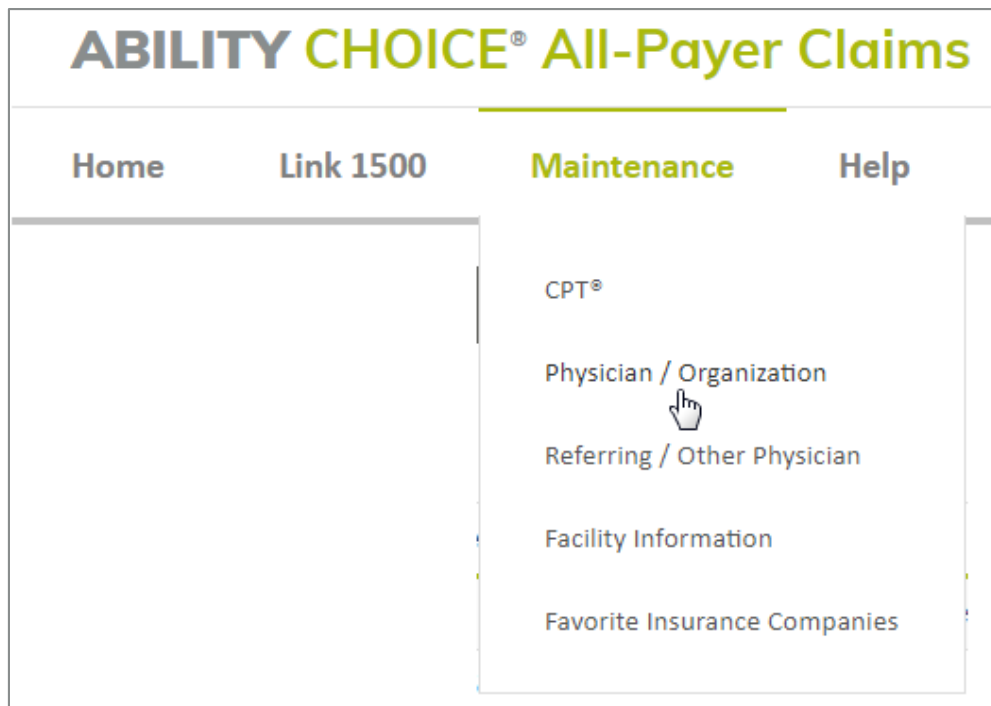 ABILITY CHOICE® All-Payer Claims
Home Link 1500 Maintenance Help
CPT®
Physician / Organization
Referring / Other Physician
Facility Information
Favorite Insurance Companies